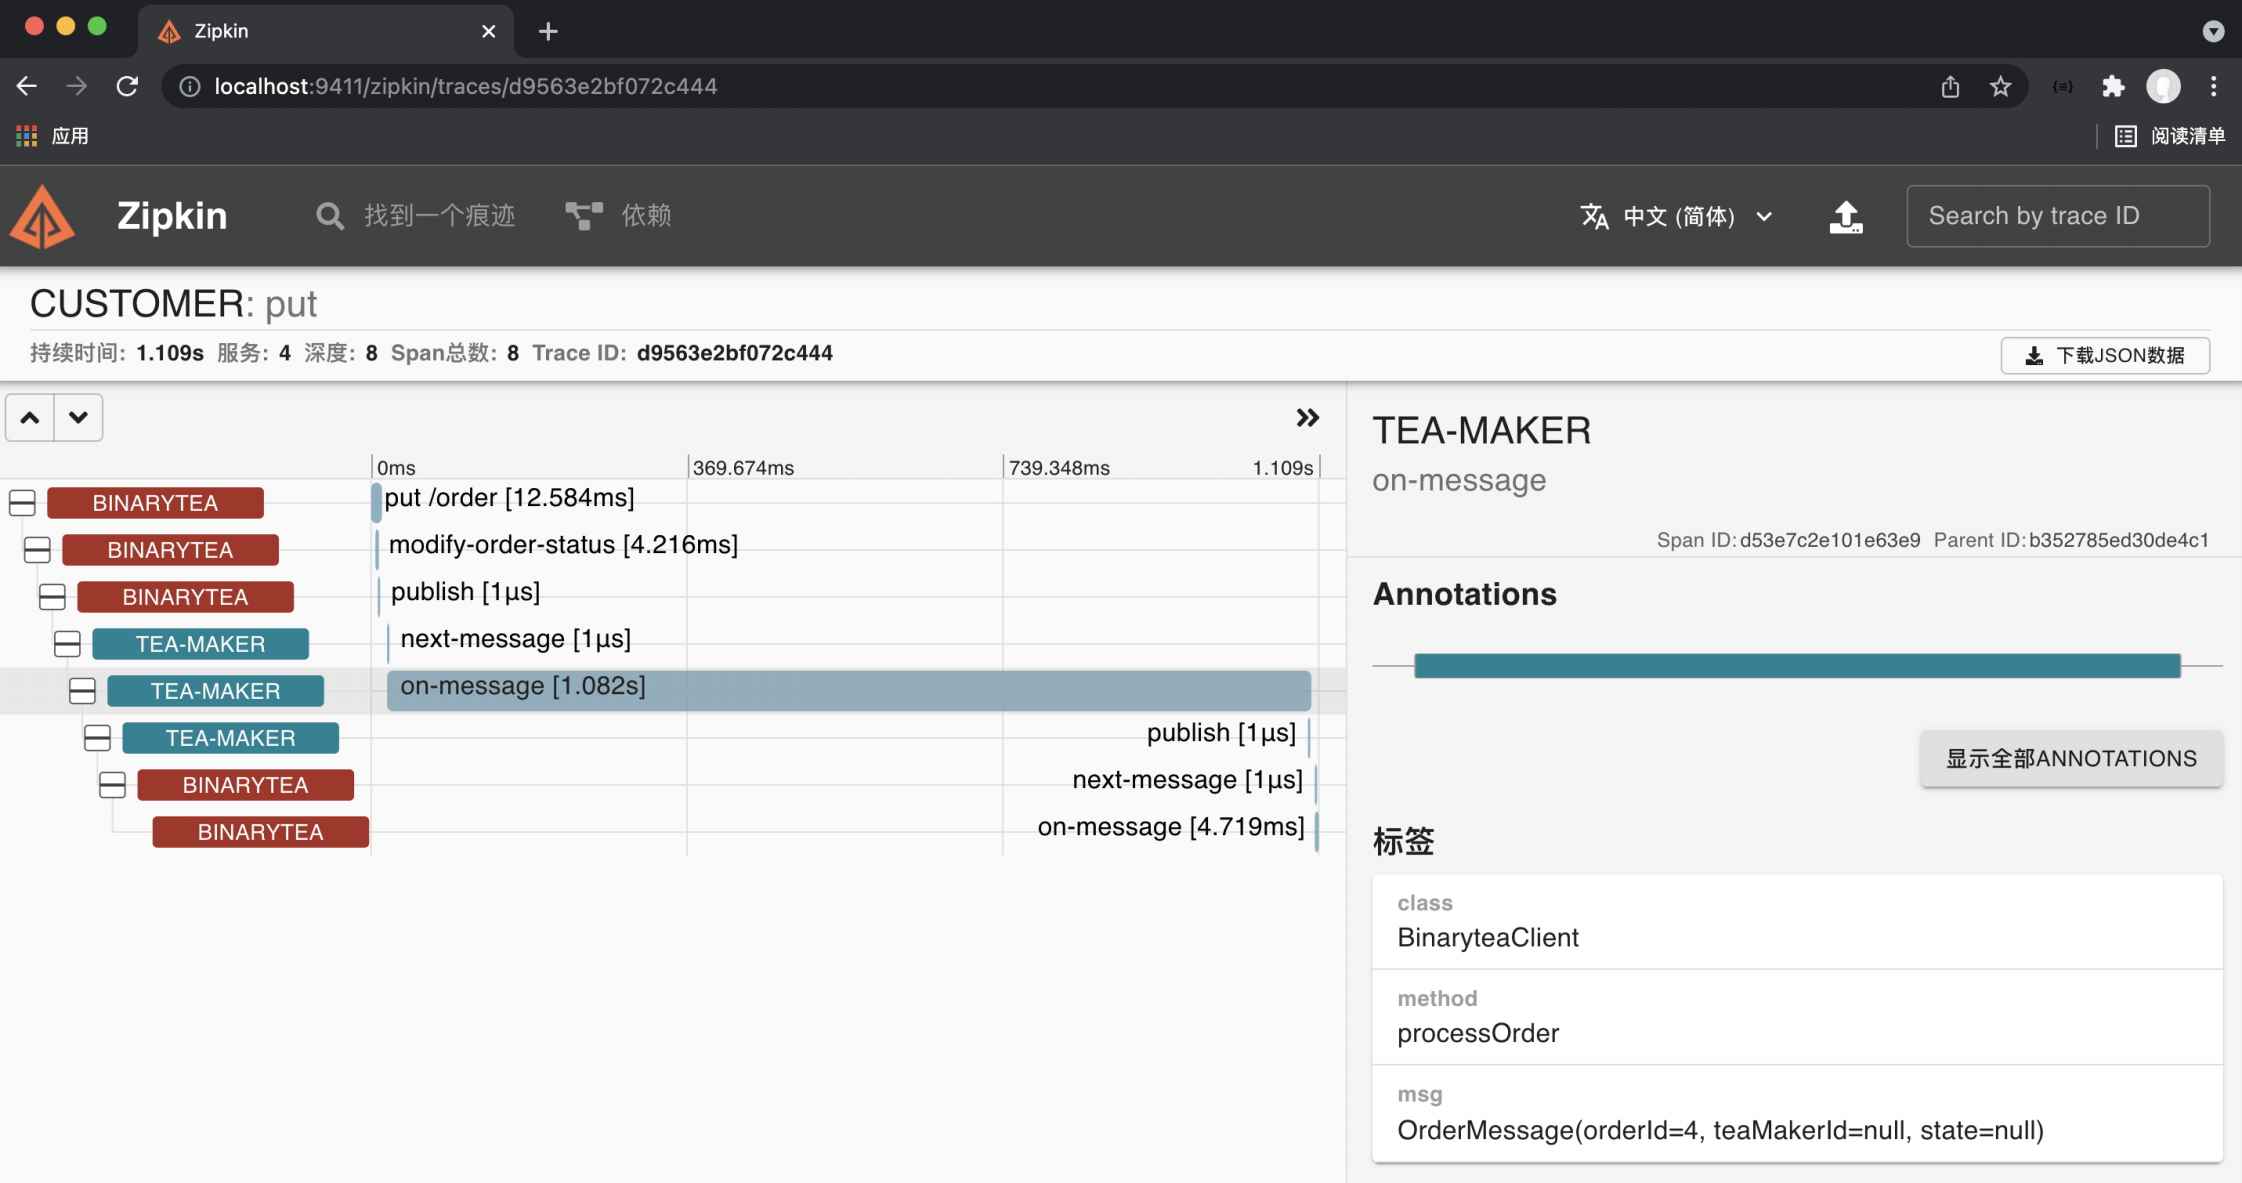 Zipkin
localhost:9411/zipkin/traces/d9563e2bf072c444
应用
阅读清单
Zipkin
找到一个痕迹
依赖
中文 (简体)
Search by trace ID
CUSTOMER: put
持续时间: 1.109s 服务: 4 深度: 8 Span总数: 8 Trace ID: d9563e2bf072c444
下载JSON数据
0ms 369.674ms 739.348ms 1.109s
BINARYTEA put /order [12.584ms]
BINARYTEA modify-order-status [4.216ms]
BINARYTEA publish [1μs]
TEA-MAKER next-message [1μs]
TEA-MAKER on-message [1.082s]
TEA-MAKER publish [1μs]
BINARYTEA next-message [1μs]
BINARYTEA on-message [4.719ms]
TEA-MAKER
on-message
Span ID: d53e7c2e101e63e9 Parent ID: b352785ed30de4c1
Annotations
显示全部ANNOTATIONS
标签
class
BinaryteaClient
method
processOrder
msg
OrderMessage(orderId=4, teaMakerId=null, state=null)